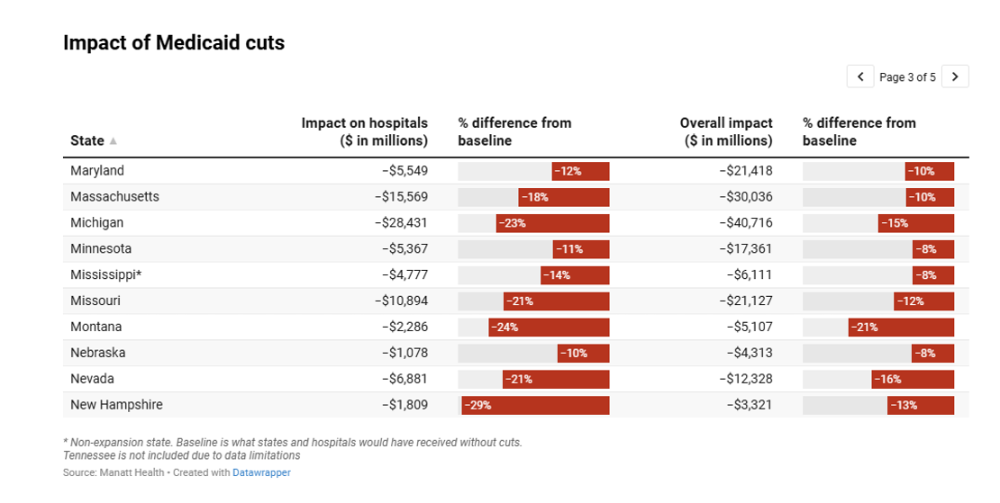 Impact of Medicaid cuts
Page 3 of 5
State ▲ Impact on hospitals ($ in millions) % difference from baseline Overall impact ($ in millions) % difference from baseline
Maryland −$5,549 −12% −$21,418 −10%
Massachusetts −$15,569 −18% −$30,036 −10%
Michigan −$28,431 −23% −$40,716 −15%
Minnesota −$5,367 −11% −$17,361 −8%
Mississippi* −$4,777 −14% −$6,111 −8%
Missouri −$10,894 −21% −$21,127 −12%
Montana −$2,286 −24% −$5,107 −21%
Nebraska −$1,078 −10% −$4,313 −8%
Nevada −$6,881 −21% −$12,328 −16%
New Hampshire −$1,809 −29% −$3,321 −13%
* Non-expansion state. Baseline is what states and hospitals would have received without cuts.
Tennessee is not included due to data limitations
Source: Manatt Health • Created with Datawrapper